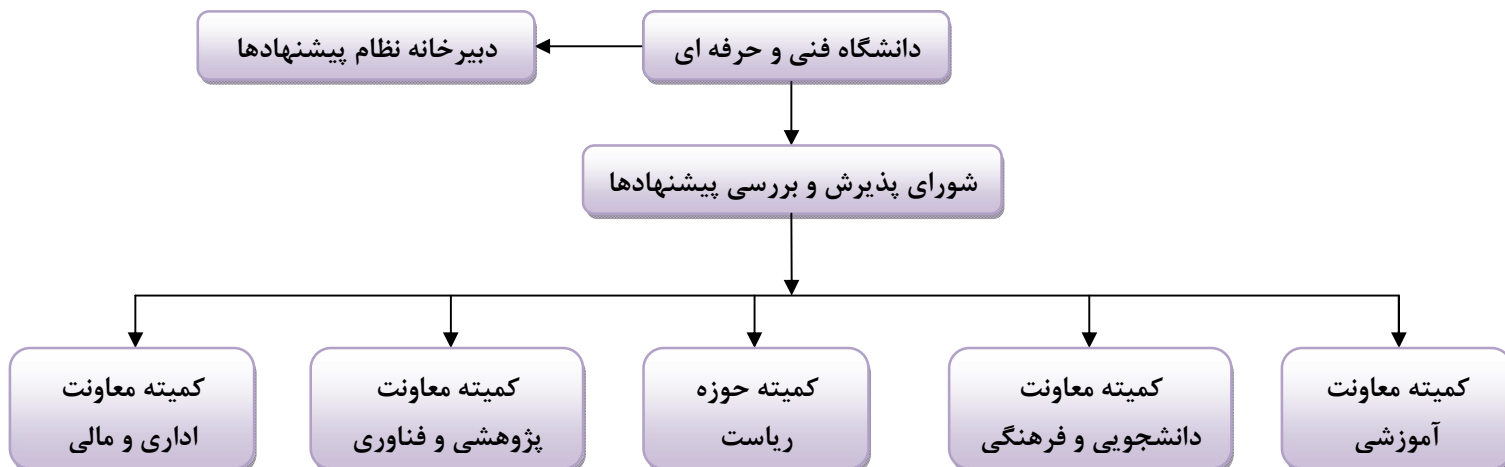 دانشگاه فنی و حرفه ای
دبیرخانه نظام پیشنهادها
شورای پذیرش و بررسی پیشنهادها
کمیته معاونت
آموزشی
کمیته معاونت
دانشجویی و فرهنگی
کمیته حوزه
ریاست
کمیته معاونت
پژوهشی و فناوری
کمیته معاونت
اداری و مالی